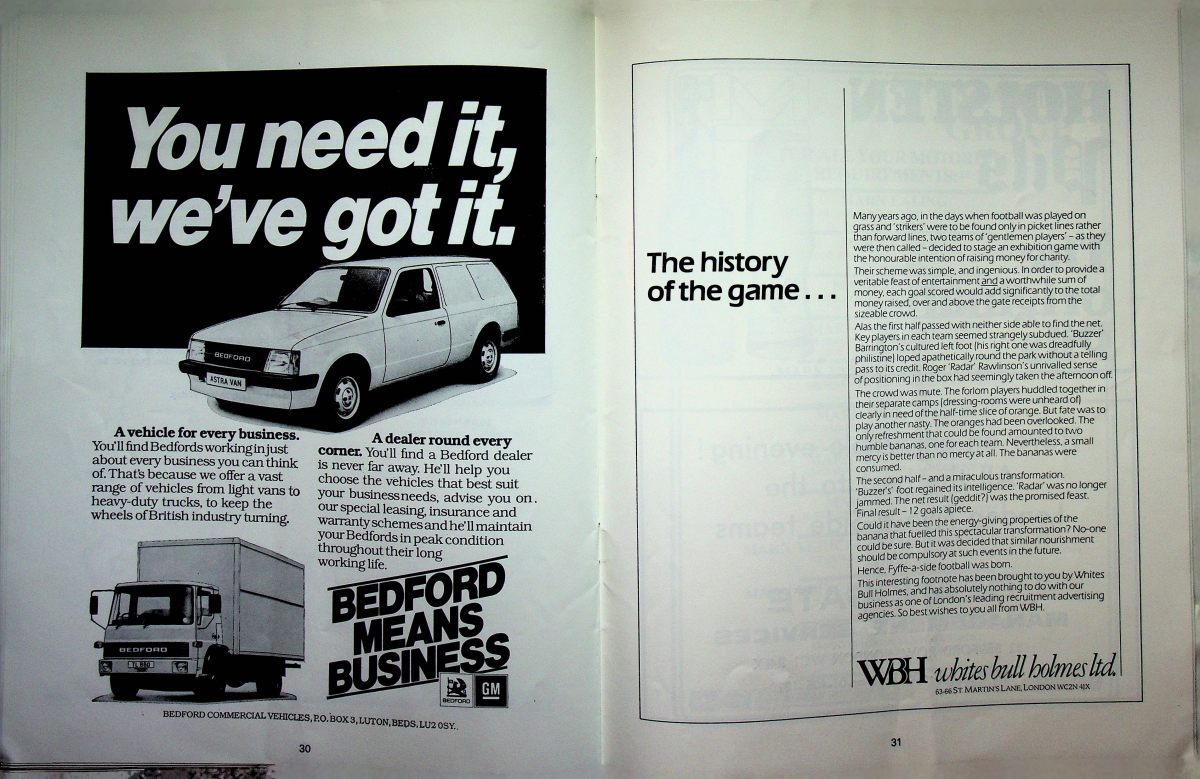 You need it,
we've got it.
BEDFORD
ASTRA VAN
A vehicle for every business.
You'll find Bedfords working in just
about every business you can think
of. That's because we offer a vast
range of vehicles from light vans to
heavy-duty trucks, to keep the
wheels of British industry turning.
A dealer round every
corner. You'll find a Bedford dealer
is never far away. He'll help you
choose the vehicles that best suit
your business needs, advise you on
our special leasing, insurance and
warranty schemes and he'll maintain
your Bedfords in peak condition
throughout their long
working life.
BEDFORD
TL 860
BEDFORD
MEANS
BUSINESS
BEDFORD
GM
BEDFORD COMMERCIAL VEHICLES, P.O. BOX 3, LUTON, BEDS. LU2 0SY.
30
The history
of the game ...
Many years ago, in the days when football was played on
grass and 'strikers' were to be found only in picket lines rather
than forward lines, two teams of 'gentlemen players' – as they
were then called – decided to stage an exhibition game with
the honourable intention of raising money for charity.
Their scheme was simple, and ingenious. In order to provide a
veritable feast of entertainment and a worthwhile sum of
money, each goal scored would add significantly to the total
money raised, over and above the gate receipts from the
sizeable crowd.
Alas the first half passed with neither side able to find the net.
Key players in each team seemed strangely subdued. 'Buzzer'
Barrington's cultured left foot (his right one was dreadfully
philistine) loped apathetically round the park without a telling
pass to its credit. Roger 'Radar' Rawlinson's unrivalled sense
of positioning in the box had seemingly taken the afternoon off.
The crowd was mute. The forlorn players huddled together in
their separate camps (dressing-rooms were unheard of)
clearly in need of the half-time slice of orange. But fate was to
play another nasty. The oranges had been overlooked. The
only refreshment that could be found amounted to two
humble bananas, one for each team. Nevertheless, a small
mercy is better than no mercy at all. The bananas were
consumed.
The second half – and a miraculous transformation.
'Buzzer's' foot regained its intelligence. 'Radar' was no longer
jammed. The net result (geddit?) was the promised feast.
Final result – 12 goals apiece.
Could it have been the energy-giving properties of the
banana that fuelled this spectacular transformation? No-one
could be sure. But it was decided that similar nourishment
should be compulsory at such events in the future.
Hence, Fyffe-a-side football was born.
This interesting footnote has been brought to you by Whites
Bull Holmes, and has absolutely nothing to do with our
business as one of London's leading recruitment advertising
agencies. So best wishes to you all from WBH.
WBH whites bull holmes ltd.
63-66 ST. MARTIN'S LANE, LONDON WC2N 4JX
31